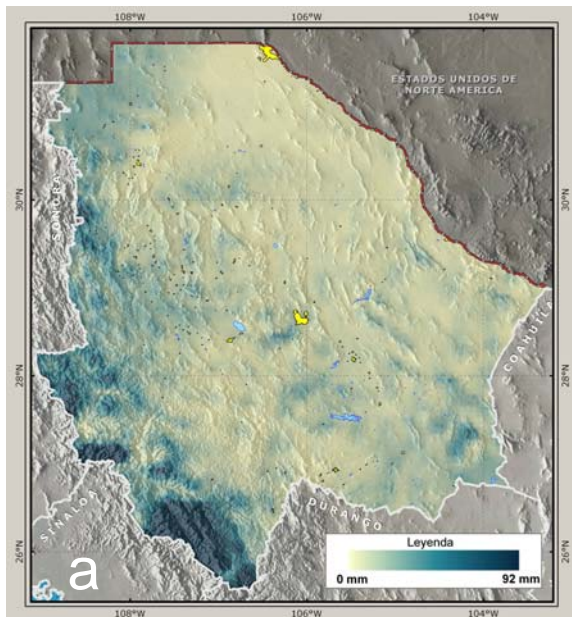 108°W 106°W 104°W
ESTADOS UNIDOS DE
NORTE AMERICA
30°N 30°N
SONORA
COAHUILA
28°N 28°N
SINALOA
DURANGO
26°N 26°N
Leyenda
0 mm 92 mm
a
108°W 106°W 104°W